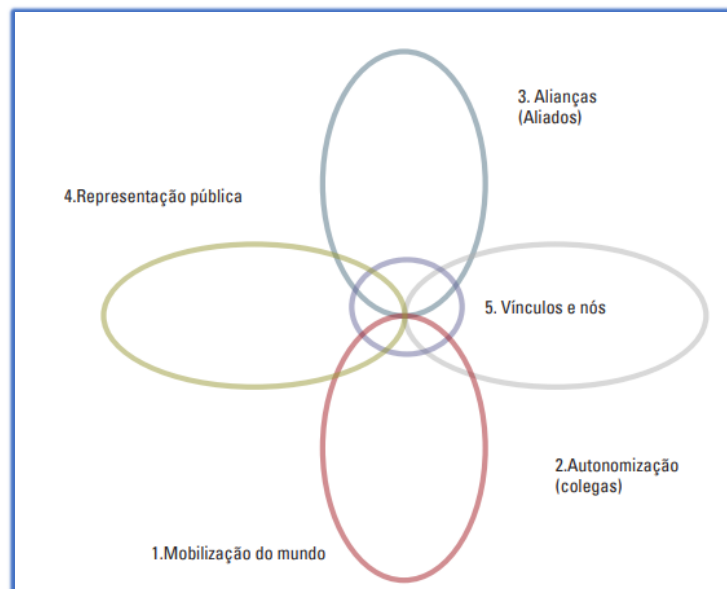 3. Alianças
(Aliados)
4.Representação pública
5. Vínculos e nós
2.Autonomização
(colegas)
1.Mobilização do mundo